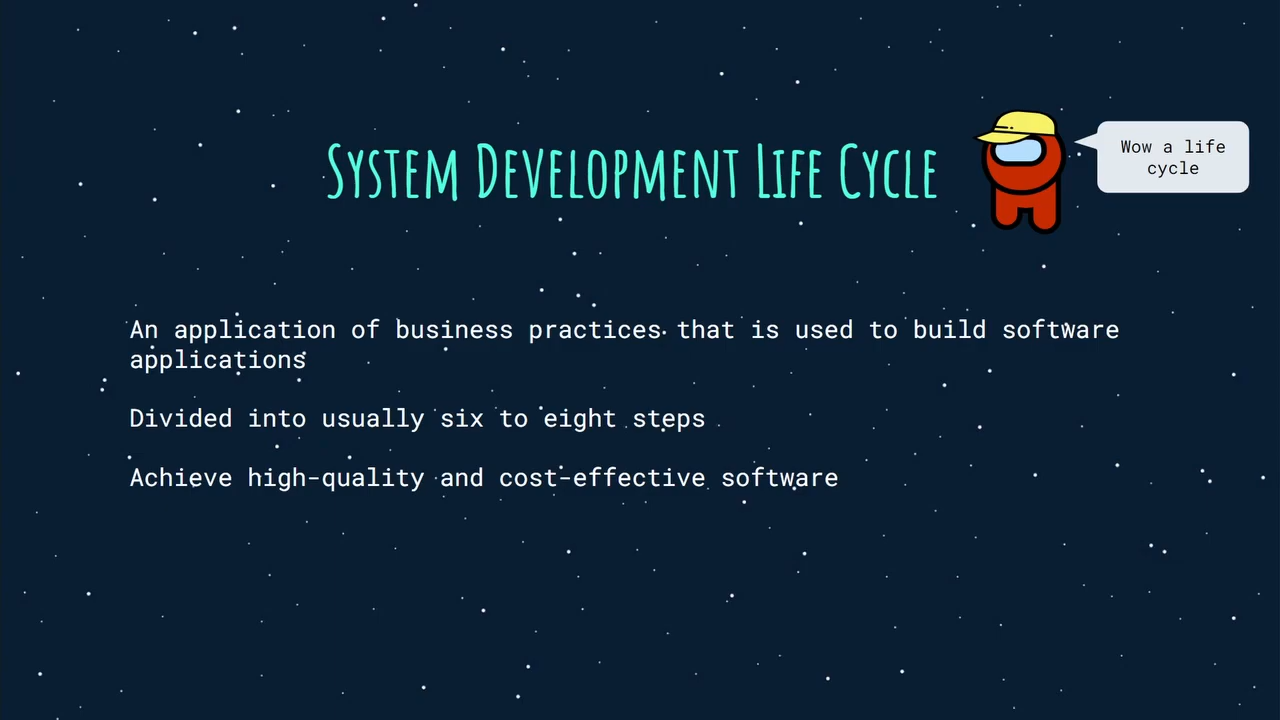 System Development Life Cycle
Wow a life
cycle
An application of business practices that is used to build software
applications
Divided into usually six to eight steps
Achieve high-quality and cost-effective software